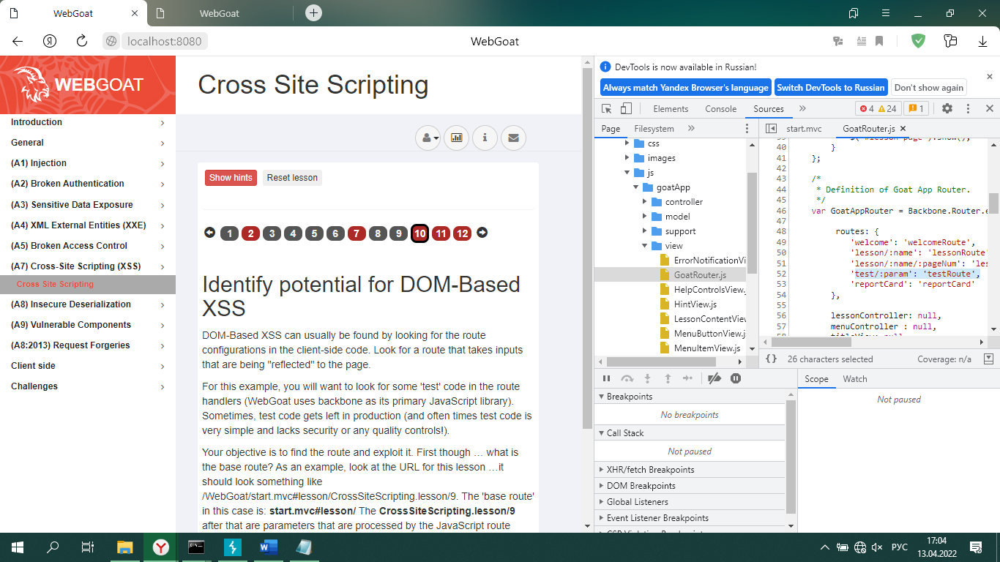 WebGoat
WebGoat
localhost:8080
WebGoat
WEBGOAT
Introduction
General
(A1) Injection
(A2) Broken Authentication
(A3) Sensitive Data Exposure
(A4) XML External Entities (XXE)
(A5) Broken Access Control
(A7) Cross-Site Scripting (XSS)
Cross Site Scripting
(A8) Insecure Deserialization
(A9) Vulnerable Components
(A8:2013) Request Forgeries
Client side
Challenges
Cross Site Scripting
Show hints
Reset lesson
1 2 3 4 5 6 7 8 9 10 11 12
Identify potential for DOM-Based
XSS
DOM-Based XSS can usually be found by looking for the route
configurations in the client-side code. Look for a route that takes inputs
that are being "reflected" to the page.
For this example, you will want to look for some 'test' code in the route
handlers (WebGoat uses backbone as its primary JavaScript library).
Sometimes, test code gets left in production (and often times test code is
very simple and lacks security or any quality controls!).
Your objective is to find the route and exploit it. First though … what is
the base route? As an example, look at the URL for this lesson …it
should look something like
/WebGoat/start.mvc#lesson/CrossSiteScripting.lesson/9. The 'base route'
in this case is: start.mvc#lesson/ The CrossSiteScripting.lesson/9
after that are parameters that are processed by the JavaScript route
DevTools is now available in Russian!
Always match Yandex Browser's language
Switch DevTools to Russian
Don't show again
Elements Console Sources » 4 24 1
Page Filesystem »
start.mvc GoatRouter.js
css
images
js
goatApp
controller
model
support
view
ErrorNotificationVi
GoatRouter.js
HelpControlsView.
HintView.js
LessonContentView
MenuButtonView.j
MenuItemView.js
40 }
41 };
42
43 /*
44 * Definition of Goat App Router.
45 */
46 var GoatAppRouter = Backbone.Router.e
47
48 routes: {
49 'welcome': 'welcomeRoute',
50 'lesson/:name': 'lessonRoute'
51 'lesson/:name/:pageNum': 'les
52 'test/:param': 'testRoute',
53 'reportCard': 'reportCard'
54 },
55
56 lessonController: null,
57 menuController : null,
{} 26 characters selected Coverage: n/a
Breakpoints
No breakpoints
Call Stack
Not paused
XHR/fetch Breakpoints
DOM Breakpoints
Global Listeners
Event Listener Breakpoints
Scope Watch
Not paused
РУС
17:04
13.04.2022